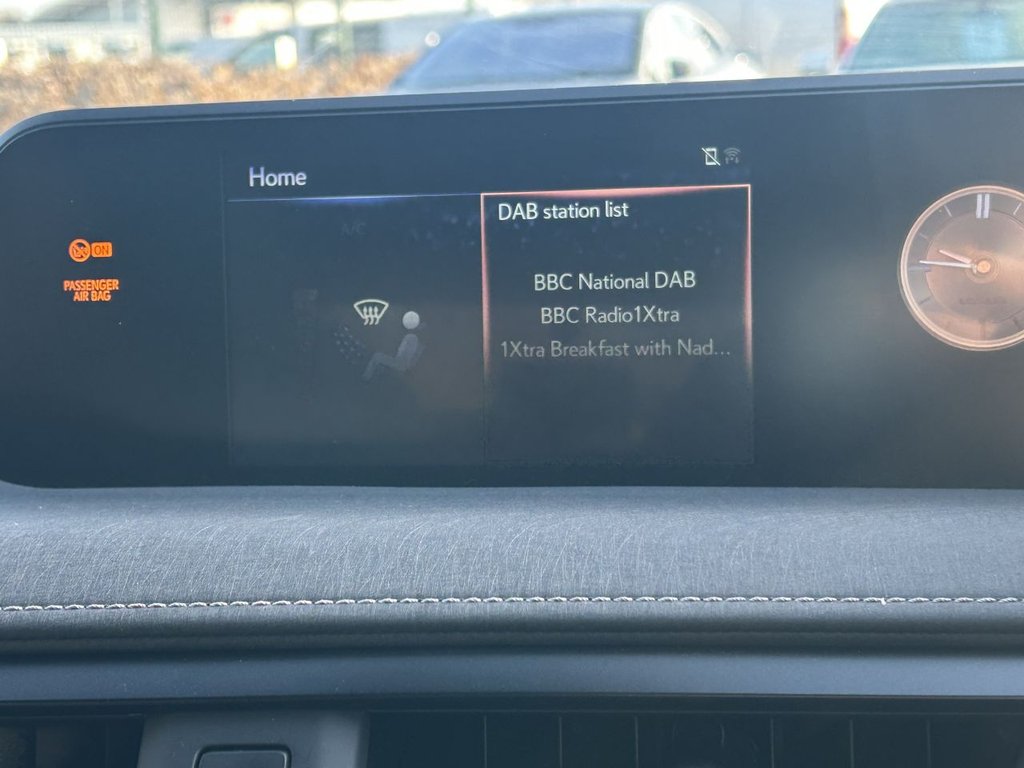 Home
A/C
DAB station list
ON
PASSENGER
AIR BAG
BBC National DAB
BBC Radio1Xtra
1Xtra Breakfast with Nad...